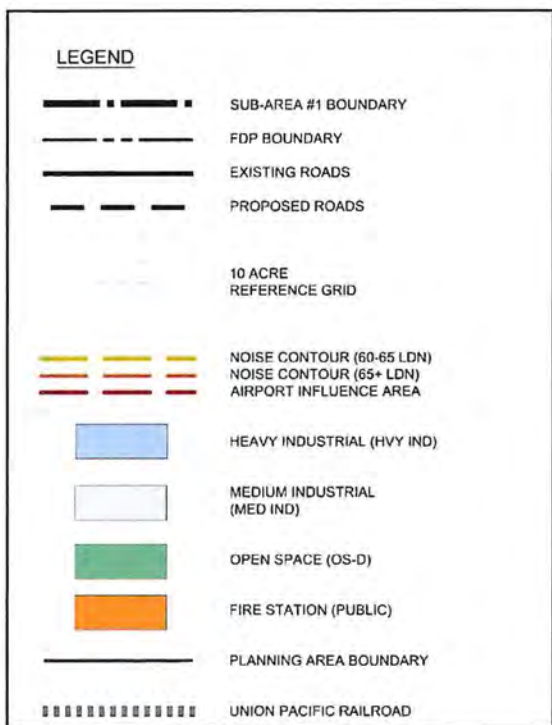 LEGEND
SUB-AREA #1 BOUNDARY
FDP BOUNDARY
EXISTING ROADS
PROPOSED ROADS
10 ACRE
REFERENCE GRID
NOISE CONTOUR (60-65 LDN)
NOISE CONTOUR (65+ LDN)
AIRPORT INFLUENCE AREA
HEAVY INDUSTRIAL (HVY IND)
MEDIUM INDUSTRIAL
(MED IND)
OPEN SPACE (OS-D)
FIRE STATION (PUBLIC)
PLANNING AREA BOUNDARY
UNION PACIFIC RAILROAD